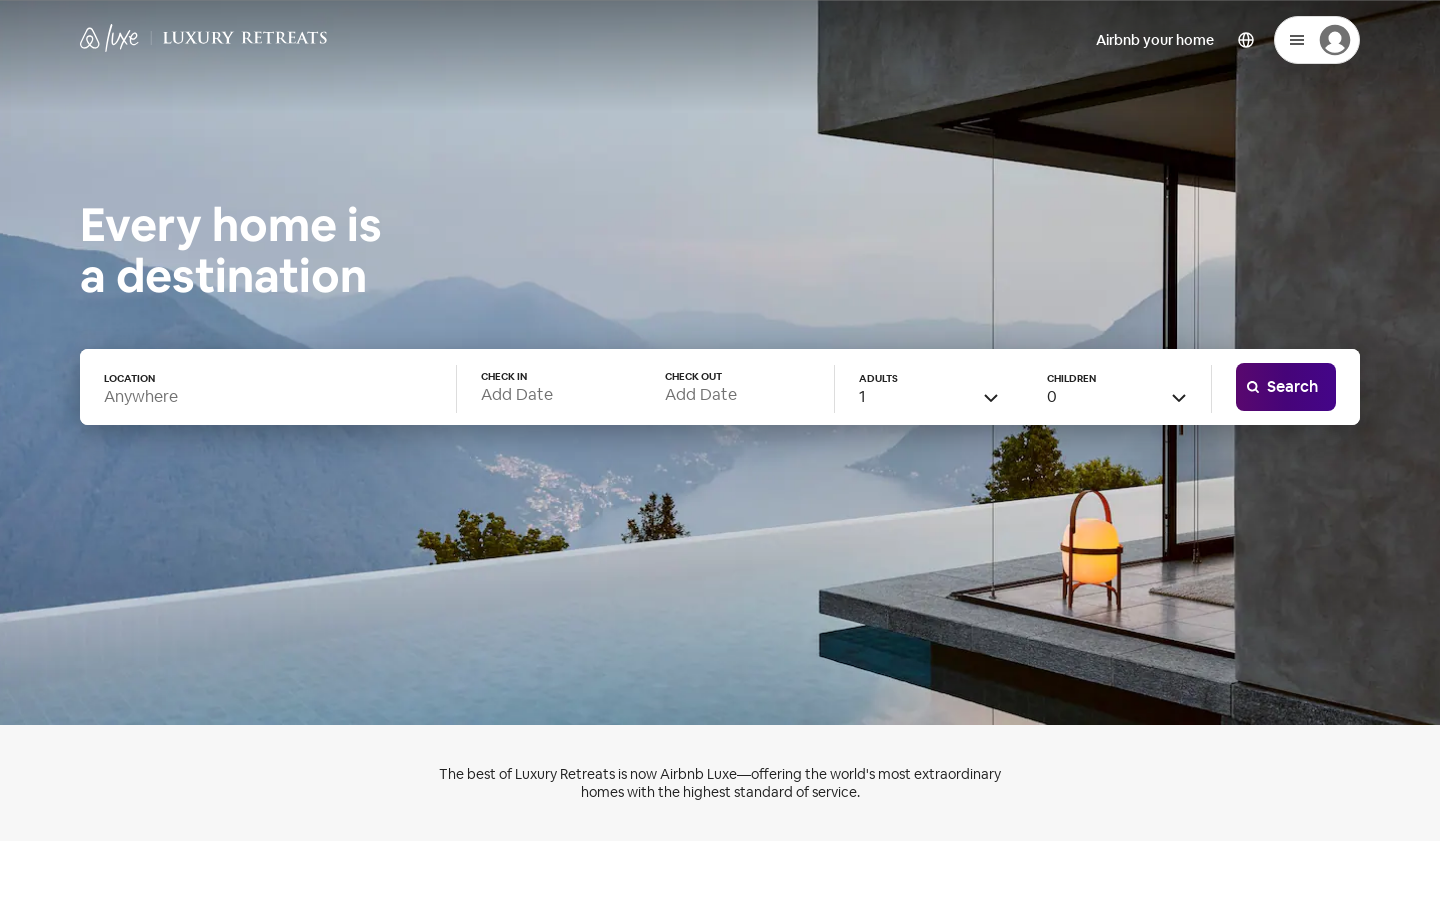 luxe | LUXURY RETREATS
Airbnb your home
Every home is
a destination
LOCATION
Anywhere
CHECK IN
Add Date
CHECK OUT
Add Date
ADULTS
1
CHILDREN
0
Search
The best of Luxury Retreats is now Airbnb Luxe—offering the world's most extraordinary
homes with the highest standard of service.